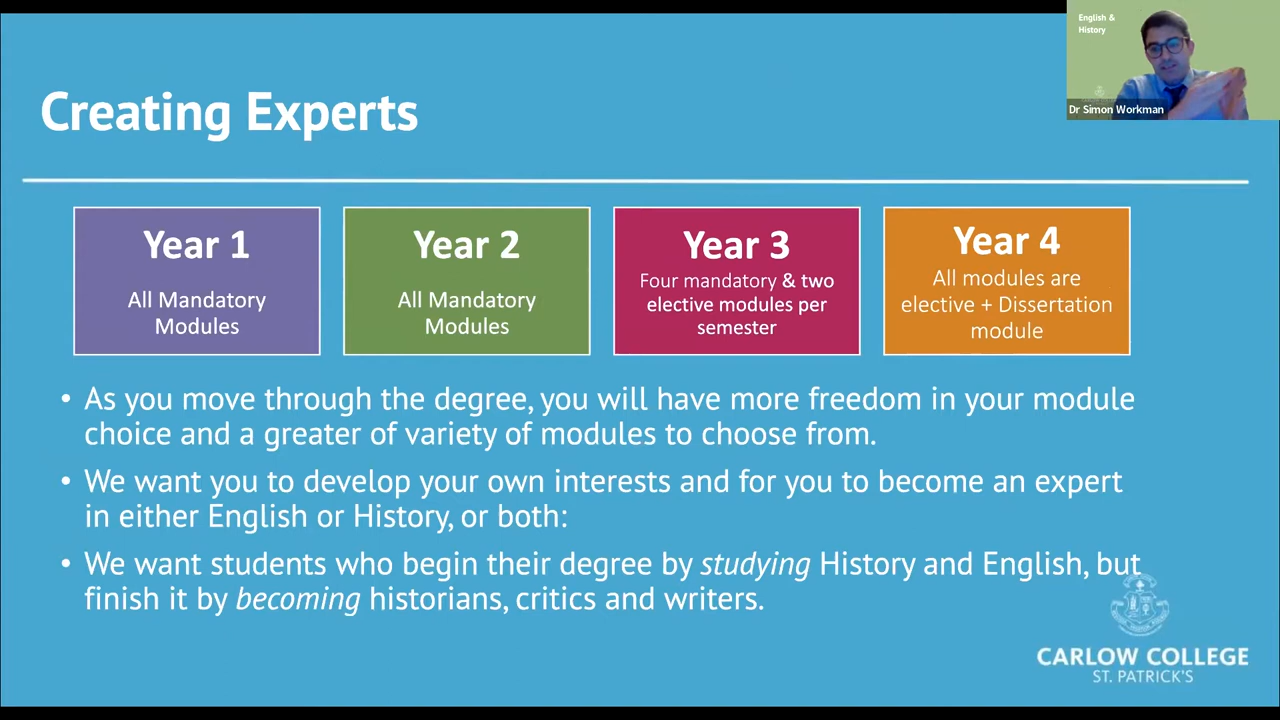 English &
History
Dr Simon Workman
Creating Experts
Year 1
All Mandatory
Modules
Year 2
All Mandatory
Modules
Year 3
Four mandatory & two
elective modules per
semester
Year 4
All modules are
elective + Dissertation
module
• As you move through the degree, you will have more freedom in your module
choice and a greater of variety of modules to choose from.
• We want you to develop your own interests and for you to become an expert
in either English or History, or both:
• We want students who begin their degree by studying History and English, but
finish it by becoming historians, critics and writers.
CARLOW COLLEGE
ST. PATRICK'S